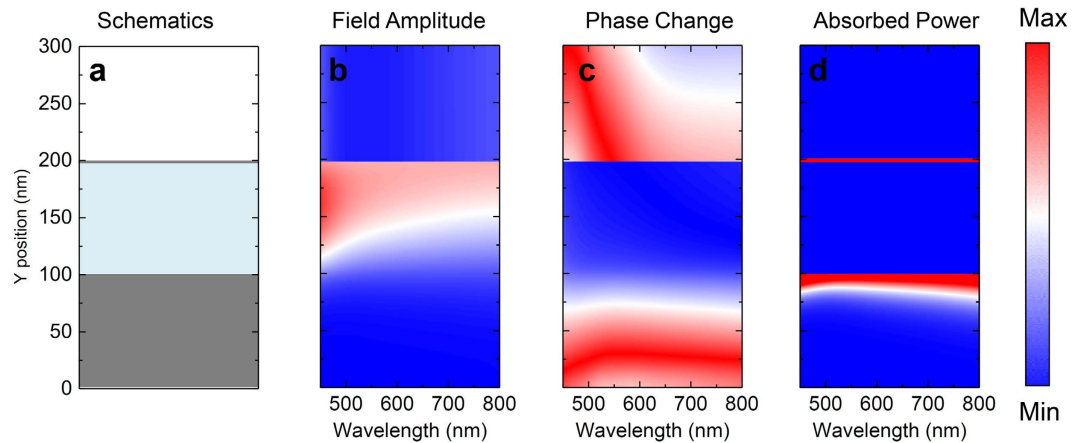 Schematics Field Amplitude Phase Change Absorbed Power Max
a b c d
300
250
200
150
100
50
0
Y position (nm)
500 600 700 800 500 600 700 800 500 600 700 800
Wavelength (nm) Wavelength (nm) Wavelength (nm)
Min